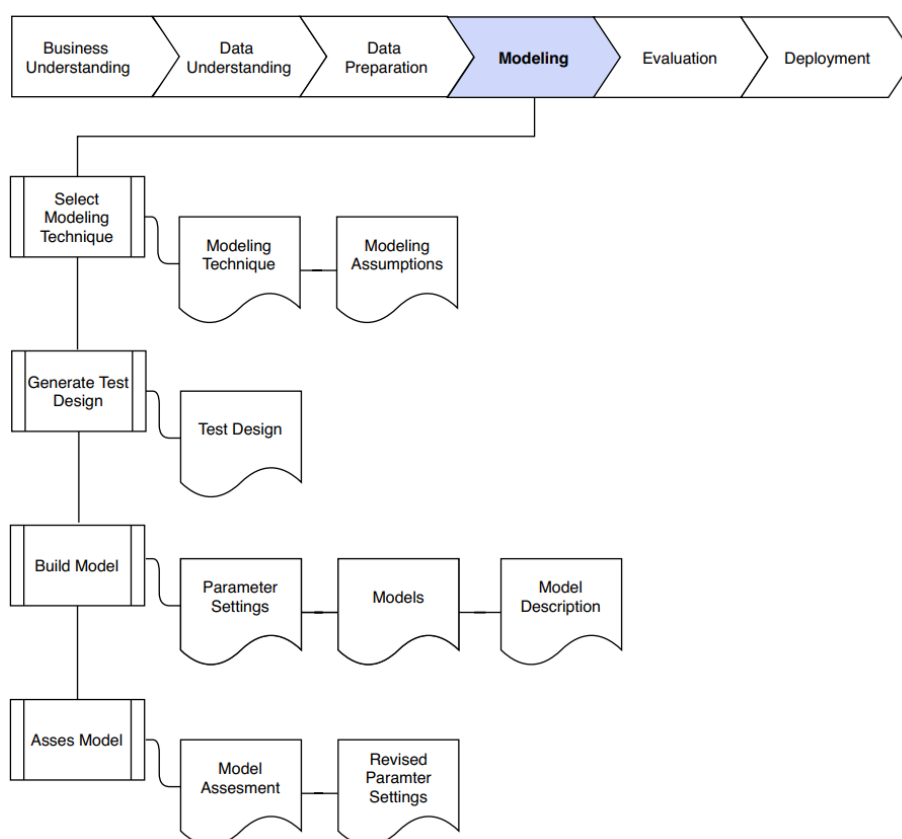 Business
Understanding
Data
Understanding
Data
Preparation
Modeling
Evaluation
Deployment
Select
Modeling
Technique
Modeling
Technique
Modeling
Assumptions
Generate Test
Design
Test Design
Build Model
Parameter
Settings
Models
Model
Description
Asses Model
Model
Assesment
Revised
Paramter
Settings